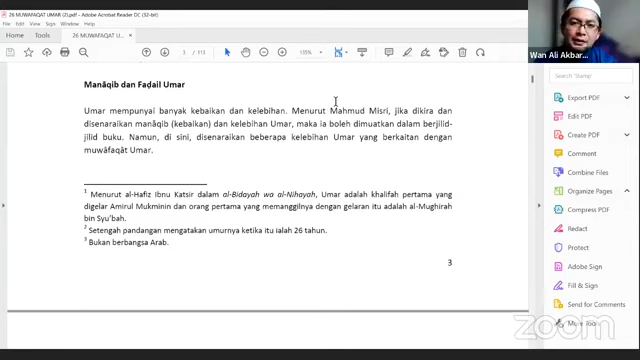 26 MUWAFAQAT UMAR (2).pdf - Adobe Acrobat Reader DC (32-bit)
File Edit View Sign Window Help
Home Tools 26 MUWAFAQAT UM...
3 / 113 135%
Wan Ali Akbar...
Manâqib dan Faḍail Umar
Umar mempunyai banyak kebaikan dan kelebihan. Menurut Mahmud Misri, jika dikira dan
disenaraikan manâqib (kebaikan) dan kelebihan Umar, maka ia boleh dimuatkan dalam berjilid-
jilid buku. Namun, di sini, disenaraikan beberapa kelebihan Umar yang berkaitan dengan
muwâfaqât Umar.
1 Menurut al-Hafiz Ibnu Katsir dalam al-Bidayah wa al-Nihayah, Umar adalah khalifah pertama yang
digelar Amirul Mukminin dan orang pertama yang memanggilnya dengan gelaran itu adalah al-Mughirah
bin Syu'bah.
2 Setengah pandangan mengatakan umurnya ketika itu ialah 26 tahun.
3 Bukan berbangsa Arab.
3
Search 'Stamp'
Export PDF
Edit PDF
Create PDF
Comment
Combine Files
Organize Pages
Compress PDF
Redact
Protect
Adobe Sign
Fill & Sign
Send for Comments
More Tools
zoom